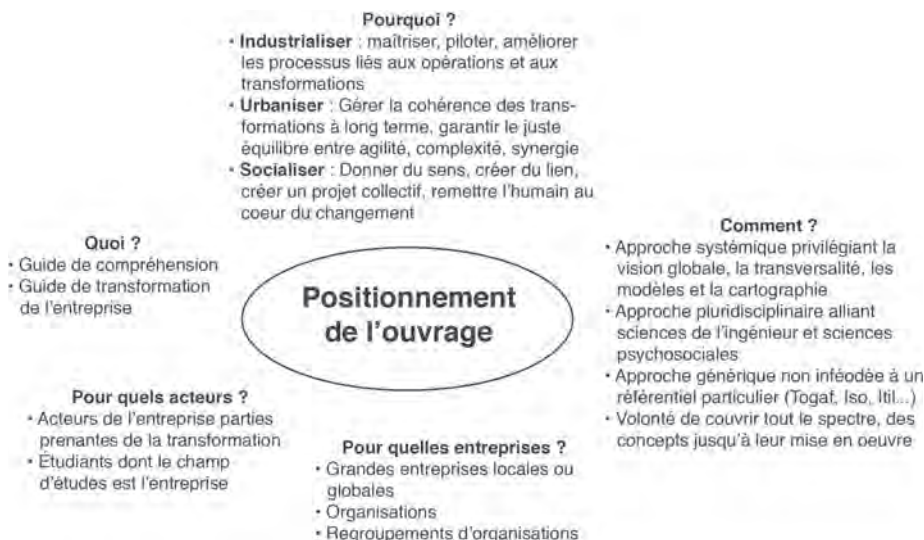 Pourquoi ?
• Industrialiser : maîtriser, piloter, améliorer
les processus liés aux opérations et aux
transformations
• Urbaniser : Gérer la cohérence des trans-
formations à long terme, garantir le juste
équilibre entre agilité, complexité, synergie
• Socialiser : Donner du sens, créer du lien,
créer un projet collectif, remettre l'humain au
coeur du changement
Quoi ?
• Guide de compréhension
• Guide de transformation
de l'entreprise
Positionnement
de l'ouvrage
Comment ?
• Approche systémique privilégiant la
vision globale, la transversalité, les
modèles et la cartographie
• Approche pluridisciplinaire alliant
sciences de l'ingénieur et sciences
psychosociales
• Approche générique non inféodée à un
référentiel particulier (Togaf, Iso, Itil...)
• Volonté de couvrir tout le spectre, des
concepts jusqu'à leur mise en oeuvre
Pour quels acteurs ?
• Acteurs de l'entreprise parties
prenantes de la transformation
• Étudiants dont le champ
d'études est l'entreprise
Pour quelles entreprises ?
• Grandes entreprises locales ou
globales
• Organisations
• Regroupements d'organisations